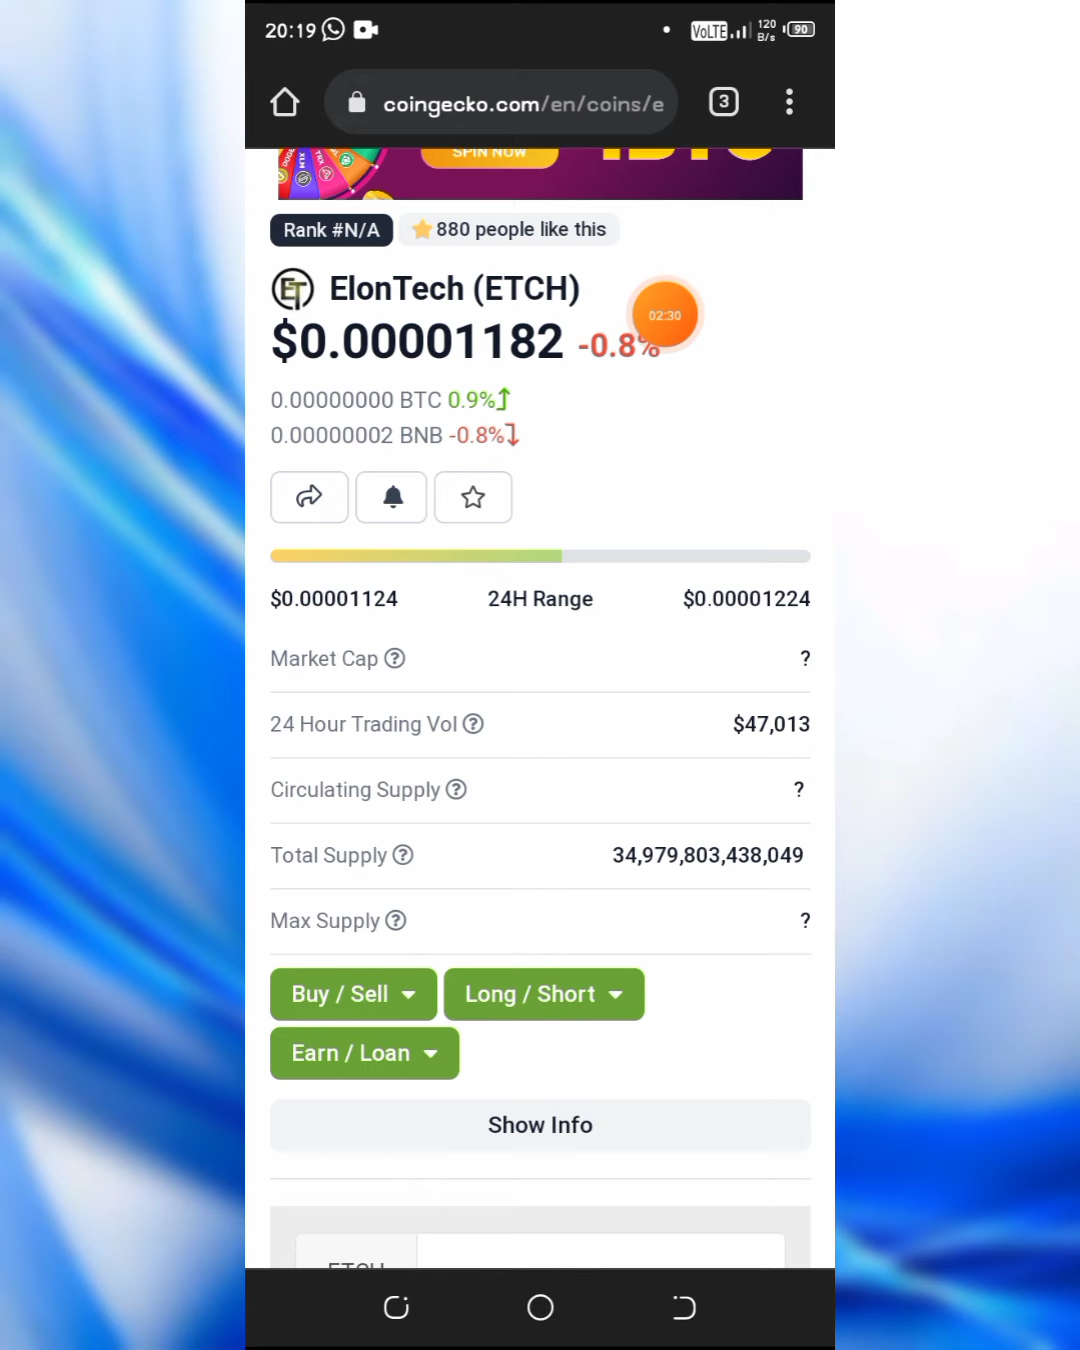 20:19 VoLTE 120 B/s 90
coingecko.com/en/coins/e 3
SPIN NOW
Rank #N/A 880 people like this
ElonTech (ETCH)
02:30
$0.00001182 -0.8%
0.00000000 BTC 0.9%
0.00000002 BNB -0.8%
$0.00001124 24H Range $0.00001224
Market Cap ?
24 Hour Trading Vol $47,013
Circulating Supply ?
Total Supply 34,979,803,438,049
Max Supply ?
Buy / Sell Long / Short
Earn / Loan
Show Info
ETCH